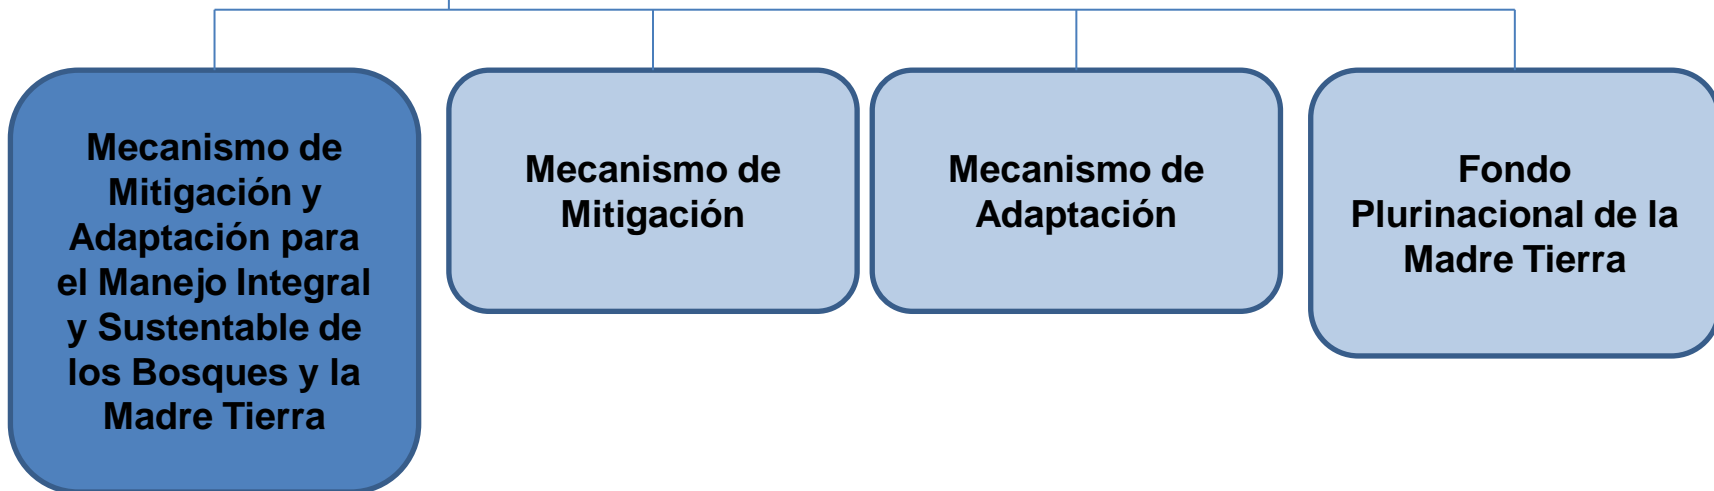 Mecanismo de
Mitigación y
Adaptación para
el Manejo Integral
y Sustentable de
los Bosques y la
Madre Tierra
Mecanismo de
Mitigación
Mecanismo de
Adaptación
Fondo
Plurinacional de la
Madre Tierra